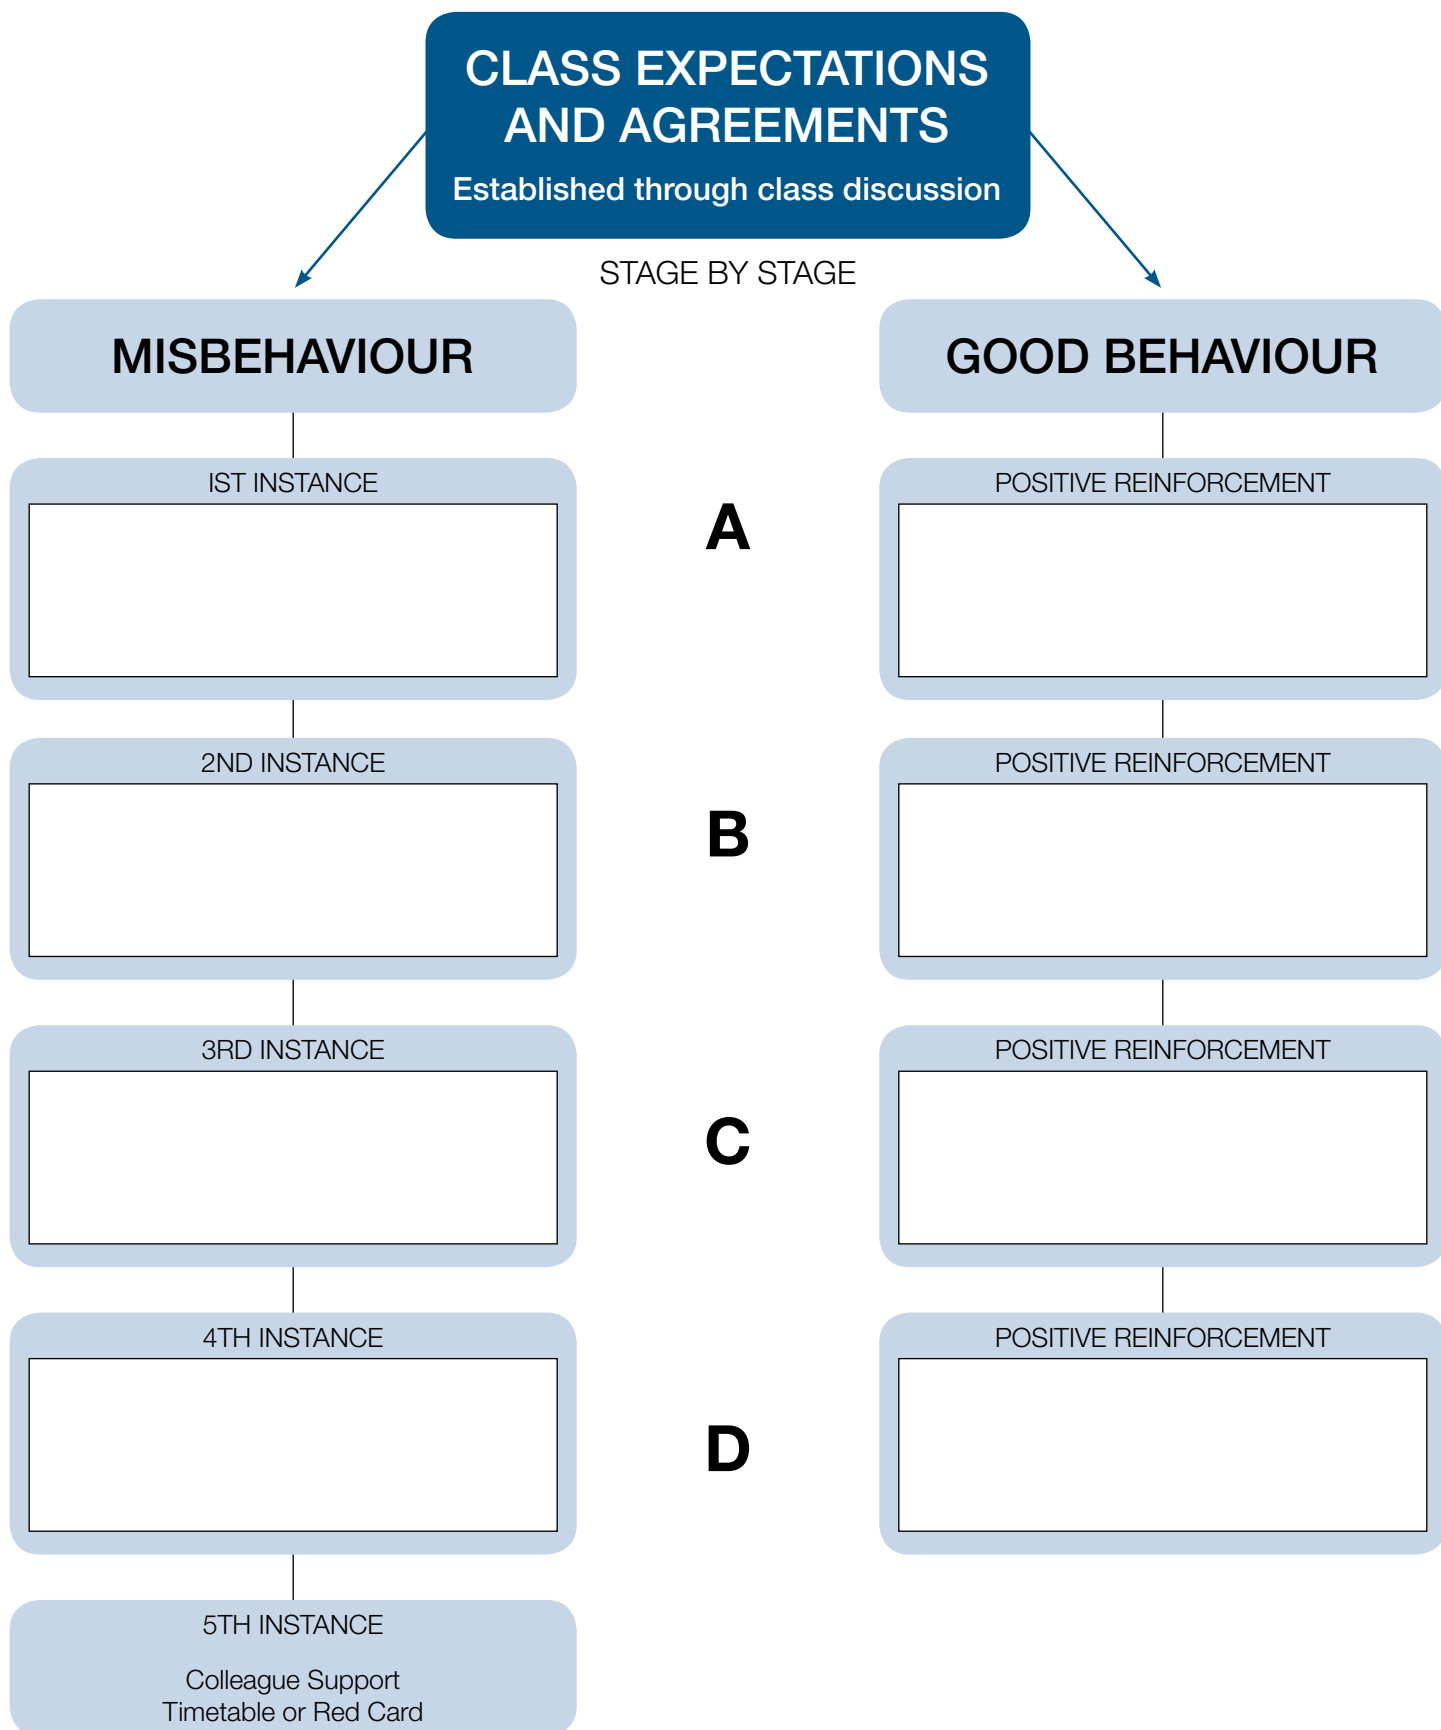 CLASS EXPECTATIONS
AND AGREEMENTS
Established through class discussion
STAGE BY STAGE
MISBEHAVIOUR
GOOD BEHAVIOUR
IST INSTANCE
A
POSITIVE REINFORCEMENT
2ND INSTANCE
B
POSITIVE REINFORCEMENT
3RD INSTANCE
C
POSITIVE REINFORCEMENT
4TH INSTANCE
D
POSITIVE REINFORCEMENT
5TH INSTANCE
Colleague Support
Timetable or Red Card